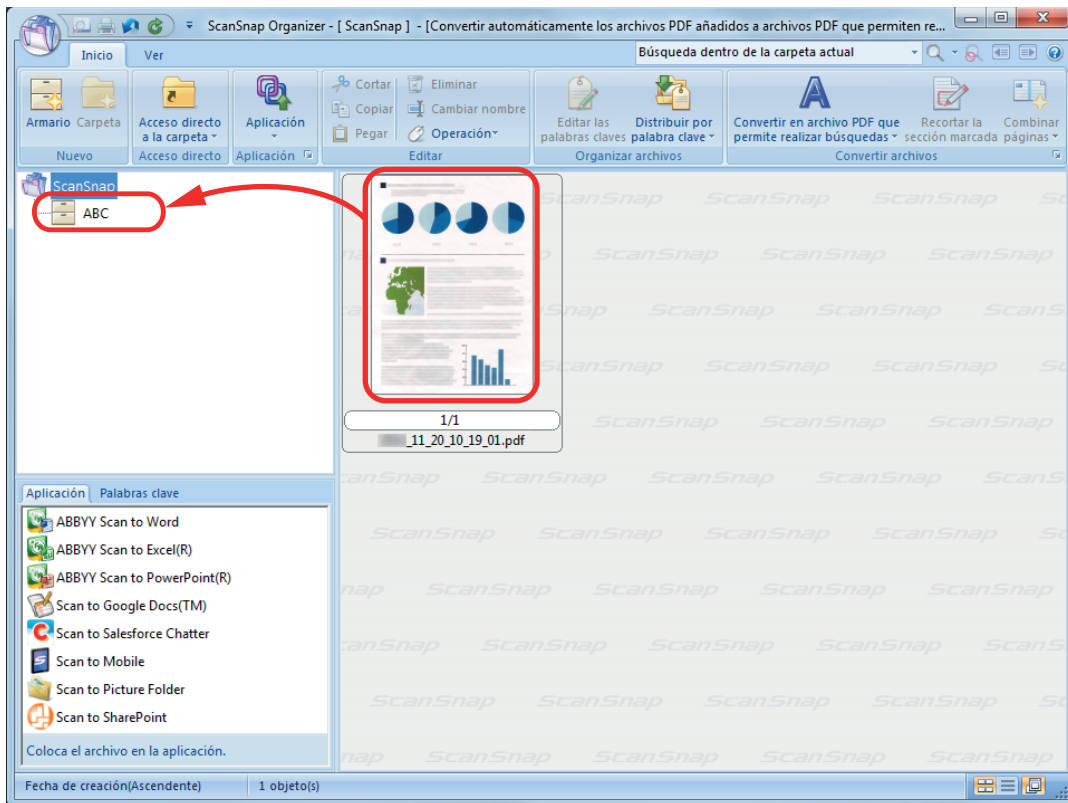 ScanSnap Organizer - [ ScanSnap ] - [Convertir automáticamente los archivos PDF añadidos a archivos PDF que permiten re...
Inicio Ver Búsqueda dentro de la carpeta actual
Armario Carpeta
Nuevo
Acceso directo
a la carpeta
Acceso directo
Aplicación
Aplicación
Cortar Eliminar
Copiar Cambiar nombre
Pegar Operación
Editar
Editar las
palabras claves
Distribuir por
palabra clave
Organizar archivos
Convertir en archivo PDF que
permite realizar búsquedas
Recortar la
sección marcada
Combinar
páginas
Convertir archivos
ScanSnap
ABC
1/1
_11_20_10_19_01.pdf
Aplicación Palabras clave
ABBYY Scan to Word
ABBYY Scan to Excel(R)
ABBYY Scan to PowerPoint(R)
Scan to Google Docs(TM)
Scan to Salesforce Chatter
Scan to Mobile
Scan to Picture Folder
Scan to SharePoint
Coloca el archivo en la aplicación.
Fecha de creación(Ascendente) 1 objeto(s)